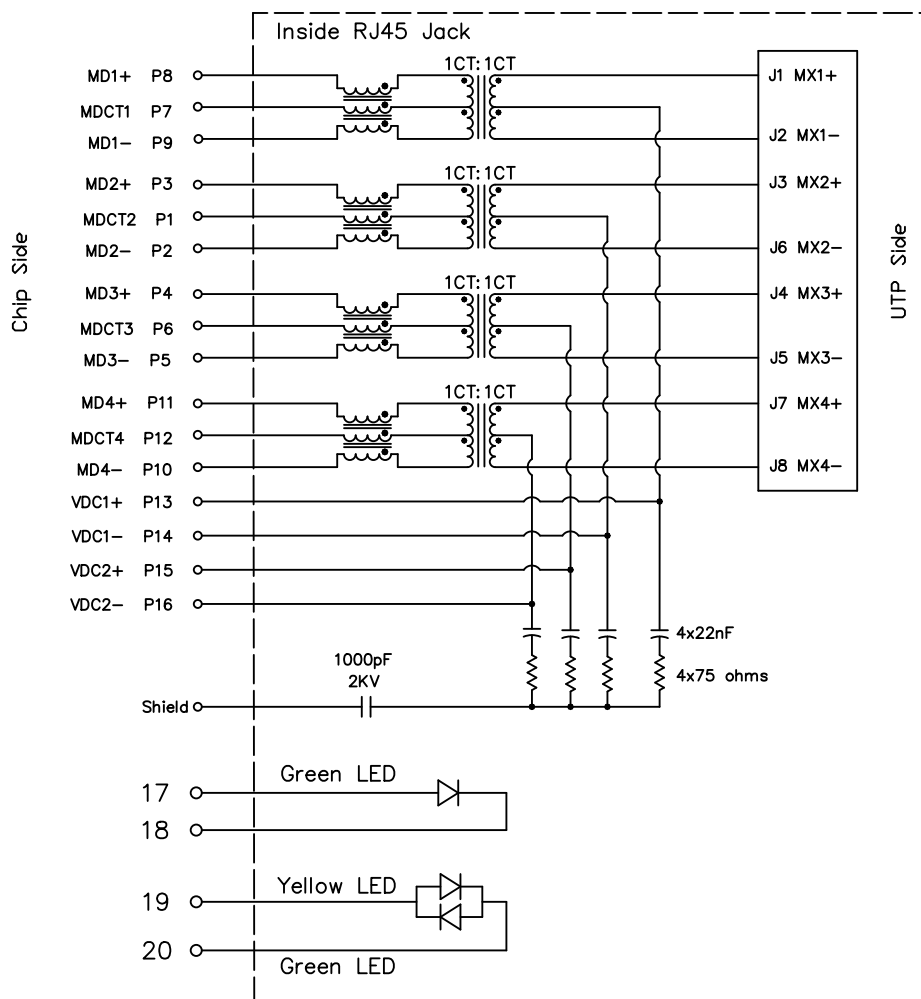 Inside RJ45 Jack
1CT:1CT
MD1+ P8
J1 MX1+
MDCT1 P7
MD1− P9
J2 MX1−
1CT:1CT
MD2+ P3
J3 MX2+
MDCT2 P1
MD2− P2
J6 MX2−
Chip Side
UTP Side
1CT:1CT
MD3+ P4
J4 MX3+
MDCT3 P6
MD3− P5
J5 MX3−
1CT:1CT
MD4+ P11
J7 MX4+
MDCT4 P12
MD4− P10
J8 MX4−
VDC1+ P13
VDC1− P14
VDC2+ P15
VDC2− P16
4x22nF
1000pF
2KV
4x75 ohms
Shield
Green LED
17
18
Yellow LED
19
20
Green LED